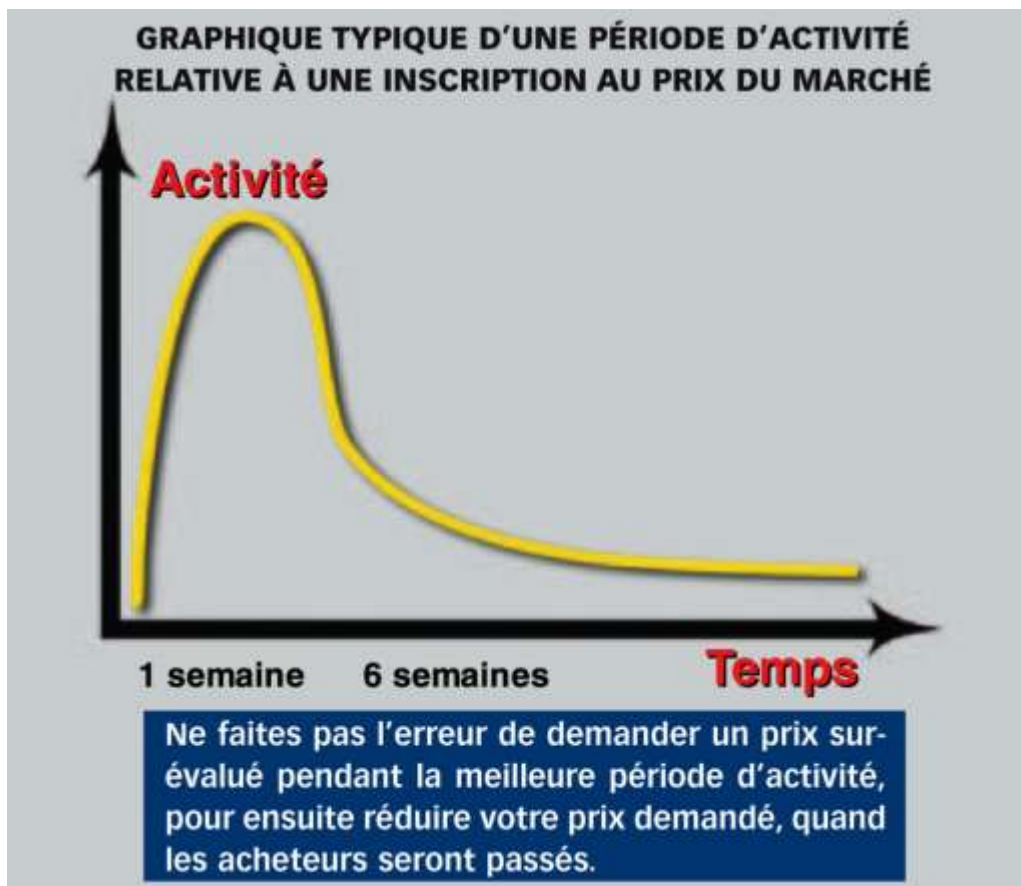 GRAPHIQUE TYPIQUE D'UNE PÉRIODE D'ACTIVITÉ
RELATIVE À UNE INSCRIPTION AU PRIX DU MARCHÉ
Activité
1 semaine 6 semaines Temps
Ne faites pas l'erreur de demander un prix sur-
évalué pendant la meilleure période d'activité,
pour ensuite réduire votre prix demandé, quand
les acheteurs seront passés.